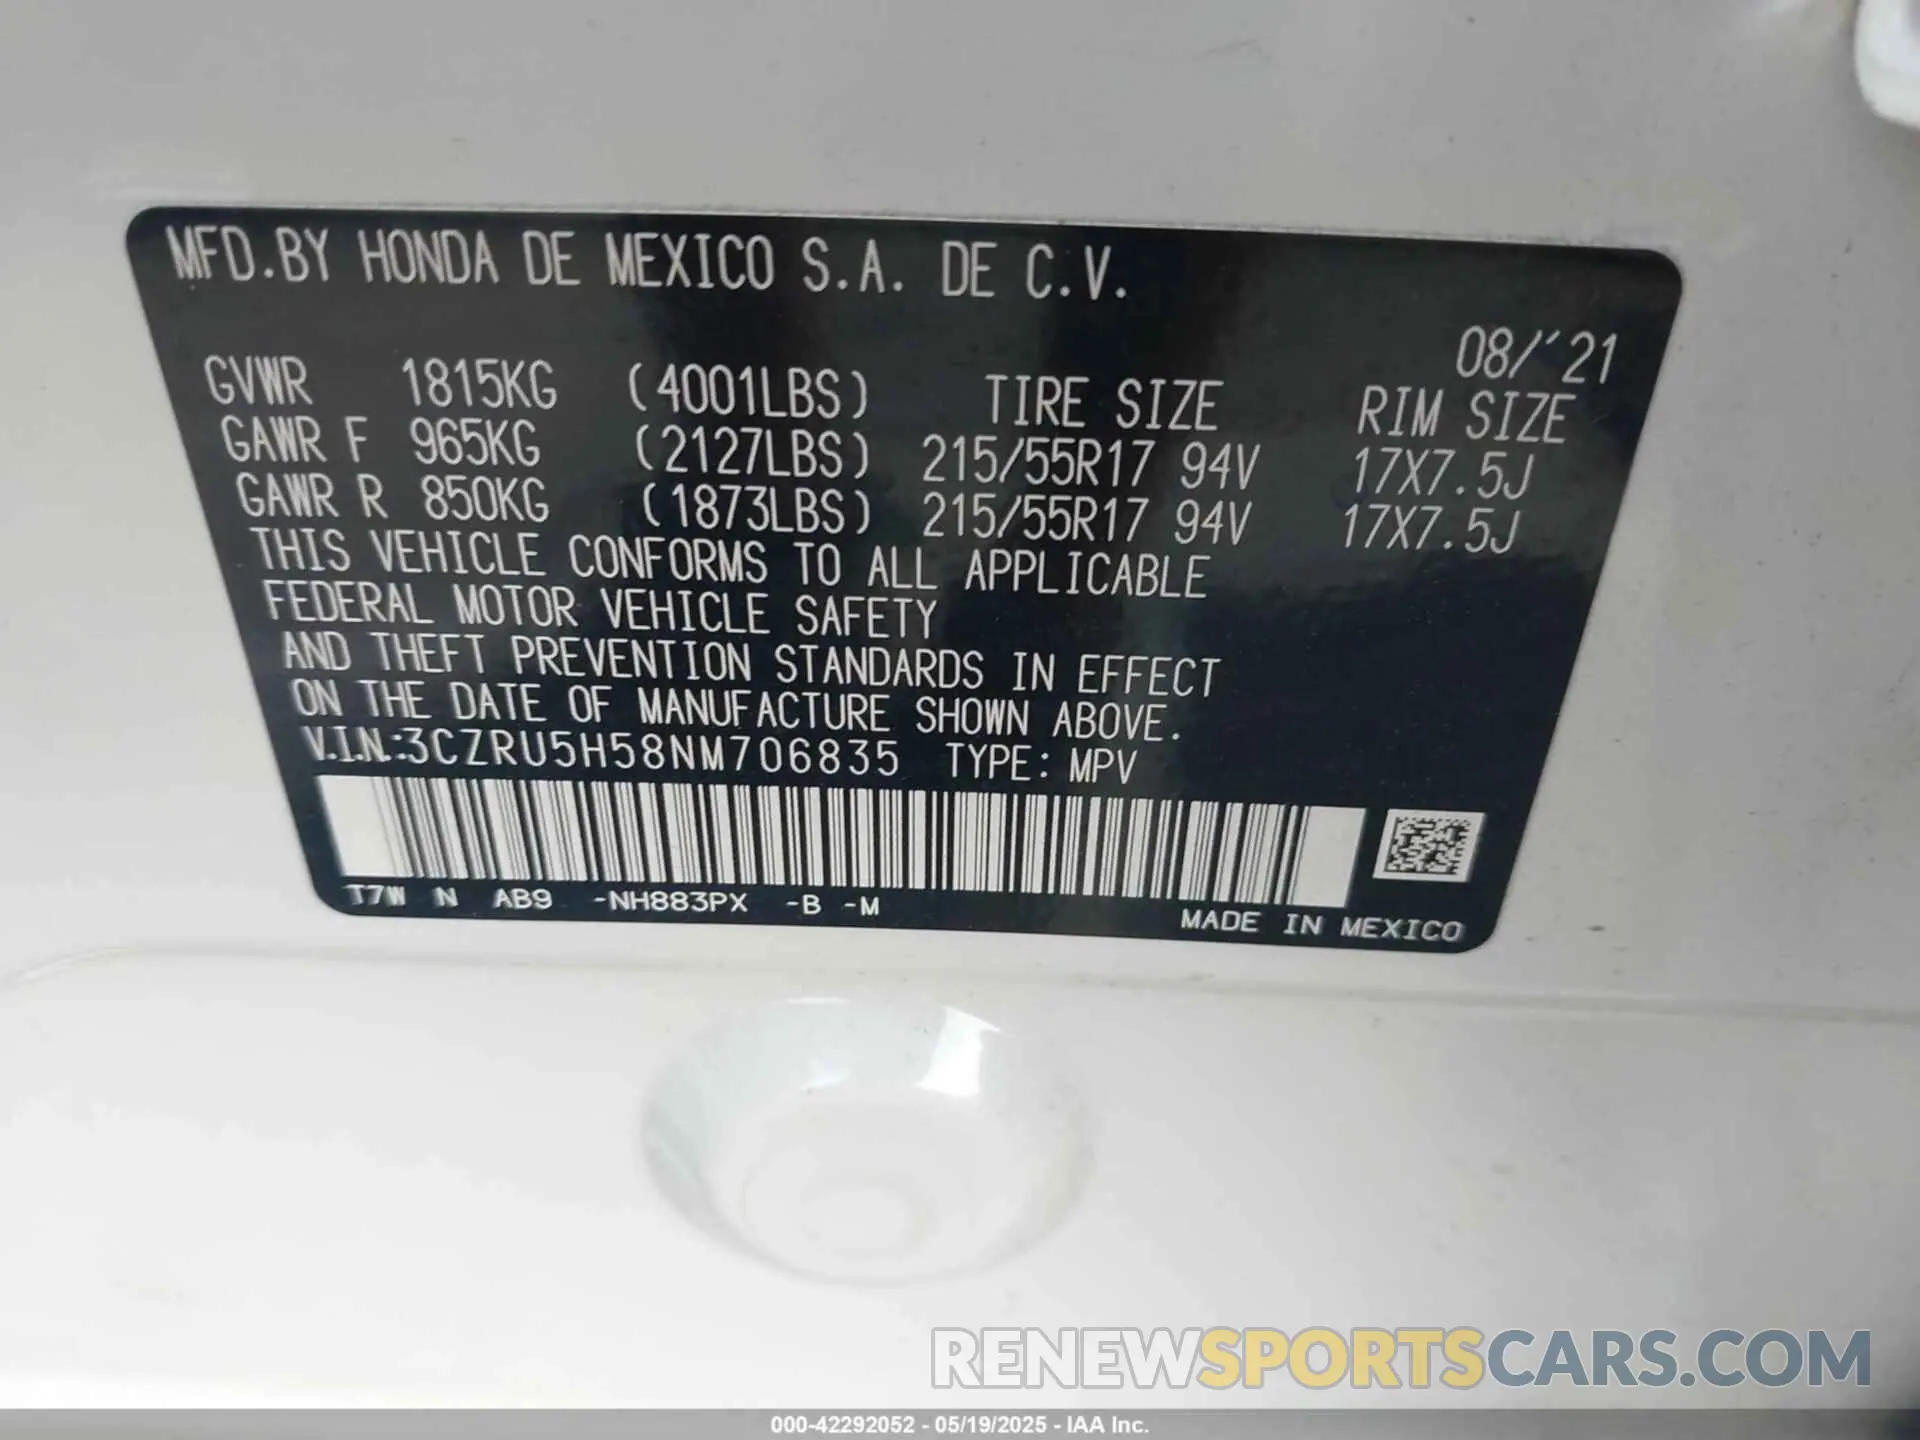 MFD.BY HONDA DE MEXICO S.A. DE C.V.
08/'21
GVWR 1815KG (4001LBS) TIRE SIZE RIM SIZE
GAWR F 965KG (2127LBS) 215/55R17 94V 17X7.5J
GAWR R 850KG (1873LBS) 215/55R17 94V 17X7.5J
THIS VEHICLE CONFORMS TO ALL APPLICABLE
FEDERAL MOTOR VEHICLE SAFETY
AND THEFT PREVENTION STANDARDS IN EFFECT
ON THE DATE OF MANUFACTURE SHOWN ABOVE.
V.I.N.:3CZRU5H58NM706835 TYPE: MPV
T7W N AB9 -NH883PX -B -M
MADE IN MEXICO
RENEWSPORTSCARS.COM
000-42292052 - 05/19/2025 - IAA Inc.